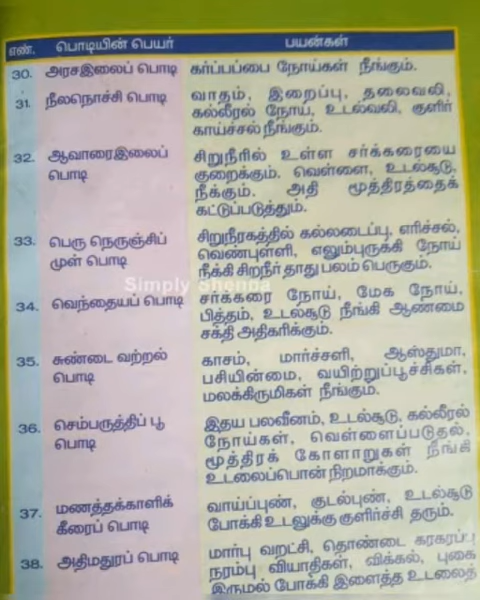 எண். பொடியின் பெயர் பயன்கள்
30. அரசஇலைப் பொடி கர்ப்பப்பை நோய்கள் நீங்கும்.
31. நீலநொச்சி பொடி வாதம், இறைப்பு, தலைவலி,
கல்லீரல் நோய், உடல்வலி, குளிர்
காய்ச்சல் நீங்கும்.
32. ஆவாரைஇலைப் சிறுநீரில் உள்ள சர்க்கரையை
பொடி குறைக்கும். வெள்ளை, உடல்சூடு,
நீக்கும். அதி மூத்திரத்தைக்
கட்டுப்படுத்தும்.
33. பெரு நெருஞ்சிப் சிறுநீரகத்தில் கல்லடைப்பு, எரிச்சல்,
முள் பொடி வெண்புள்ளி, எலும்புருக்கி நோய்
நீக்கி சிறநீர் தாது பலம் பெருகும்.
Simply Shenna
34. வெந்தையப் பொடி சர்க்கரை நோய், மேக நோய்,
பித்தம், உடல்சூடு நீங்கி ஆண்மை
சக்தி அதிகரிக்கும்.
35. சுண்டை வற்றல் காசம், மார்ச்சளி, ஆஸ்துமா,
பொடி பசியின்மை, வயிற்றுப்பூச்சிகள்,
மலக்கிருமிகள் நீங்கும்.
36. செம்பருத்திப் பூ இதய பலவீனம், உடல்சூடு, கல்லீரல்
பொடி நோய்கள், வெள்ளைப்படுதல்,
மூத்திரக் கோளாறுகள் நீங்கி
உடலைப்பொன் நிறமாக்கும்.
37. மணத்தக்காளிக் வாய்ப்புண், குடல்புண், உடல்சூடு
கீரைப் பொடி போக்கி உடலுக்கு குளிர்ச்சி தரும்.
38. அதிமதுரப் பொடி மார்பு வறட்சி, தொண்டை கரகரப்பு
நரம்பு வியாதிகள், விக்கல், புகை
இருமல் போக்கி இளைத்த உடலைத்